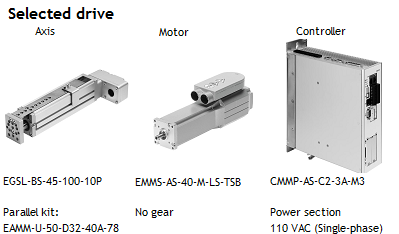 Selected drive
Axis Motor Controller
EGSL-BS-45-100-10P EMMS-AS-40-M-LS-TSB CMMP-AS-C2-3A-M3
Parallel kit: No gear Power section
EAMM-U-50-D32-40A-78 110 VAC (Single-phase)